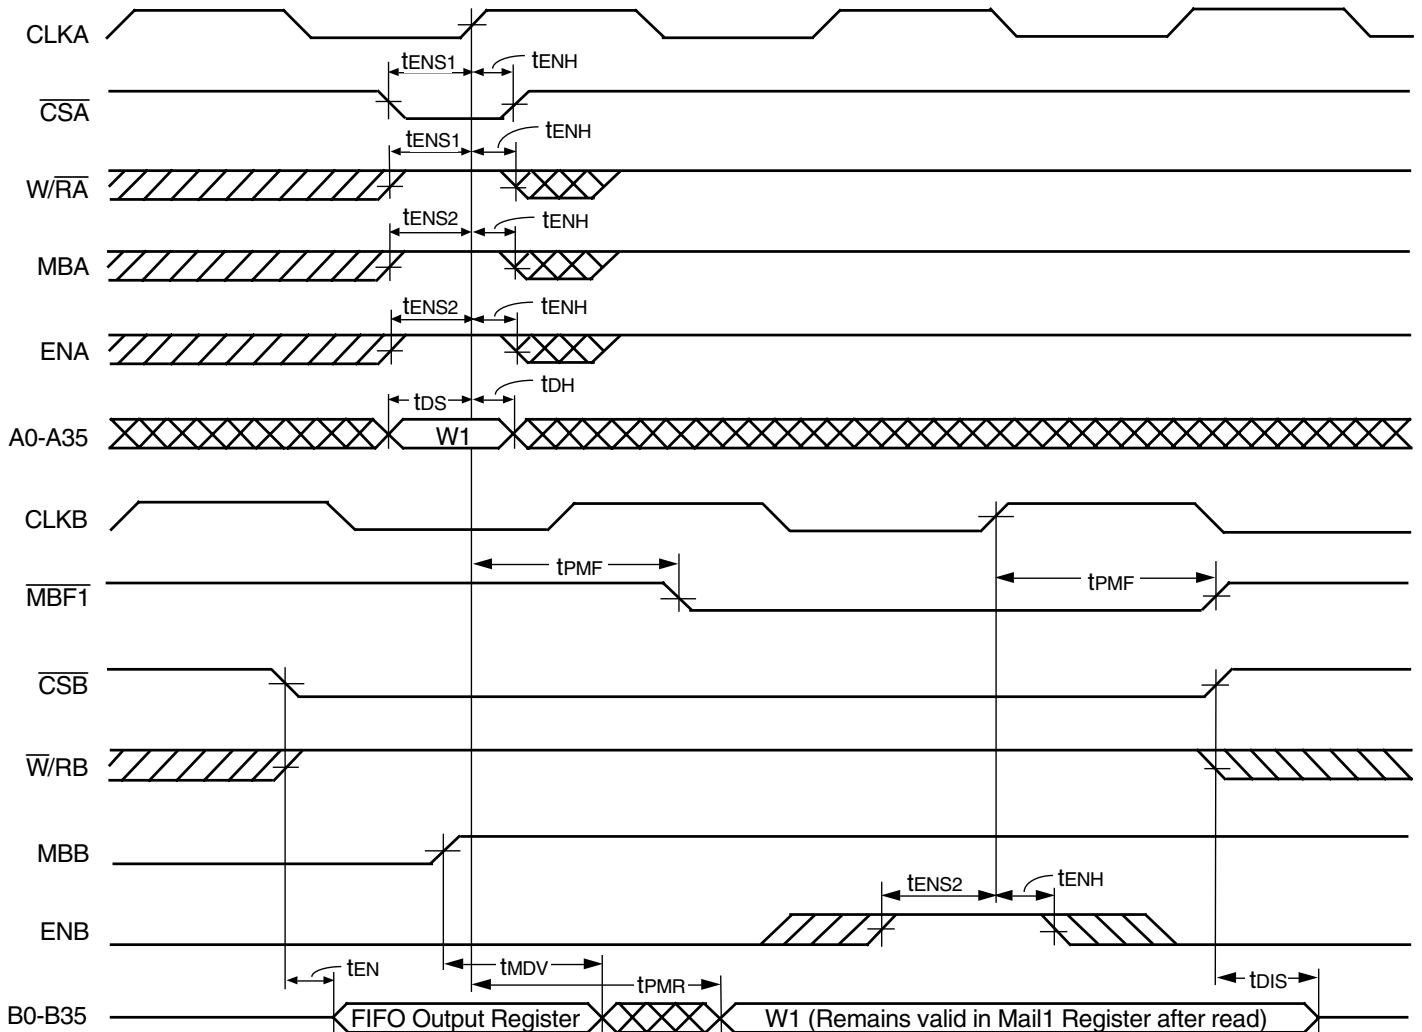 CLKA
tENS1 tENH
CSA
tENS1 tENH
W/RA
tENS2 tENH
MBA
tENS2 tENH
ENA
tDS tDH
A0-A35 W1
CLKB
tPMF tPMF
MBF1
CSB
W/RB
MBB
tENS2 tENH
ENB
tEN tMDV tPMR tDIS
B0-B35 FIFO Output Register W1 (Remains valid in Mail1 Register after read)